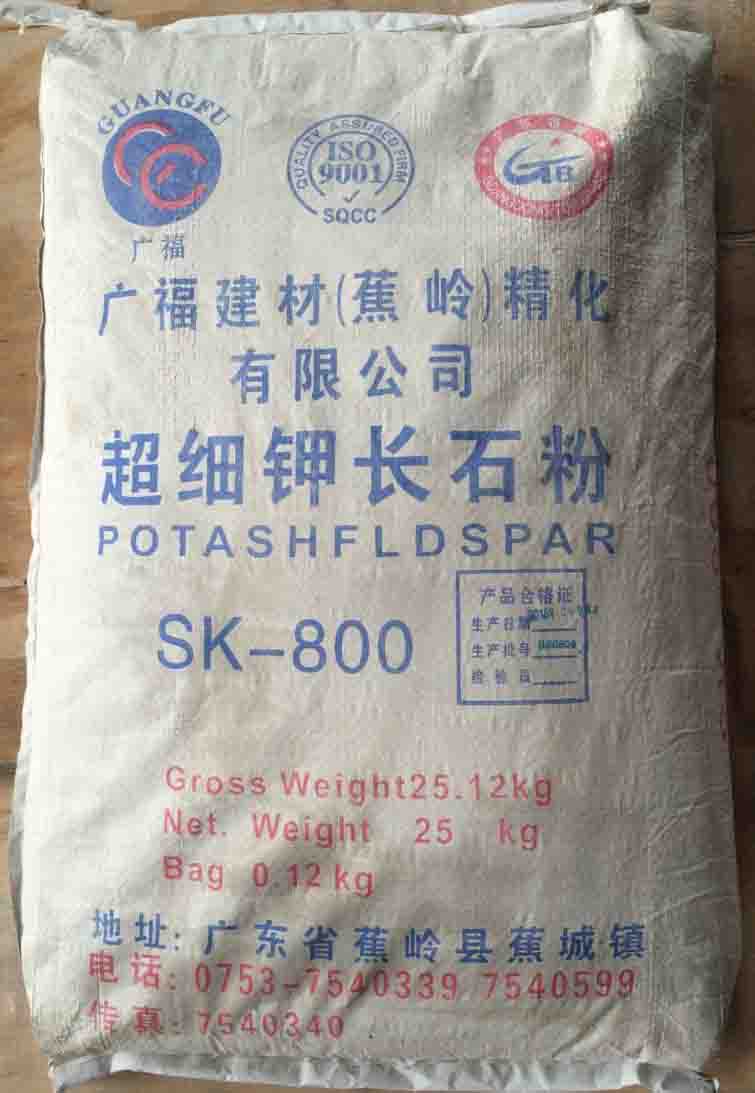 GUANGFU
广福
QUALITY ASSURED FIRM
ISO
9001
SQCC
广福建材(蕉岭)精化
有限公司
超细钾长石粉
POTASHFLDSPAR
SK-800
产品合格证
生产日期
生产批号
检验员
Gross Weight25.12kg
Net. Weight 25 kg
Bag 0.12kg
地址: 广东省蕉岭县蕉城镇
电话: 0753-7540339 7540599
传真: 7540340